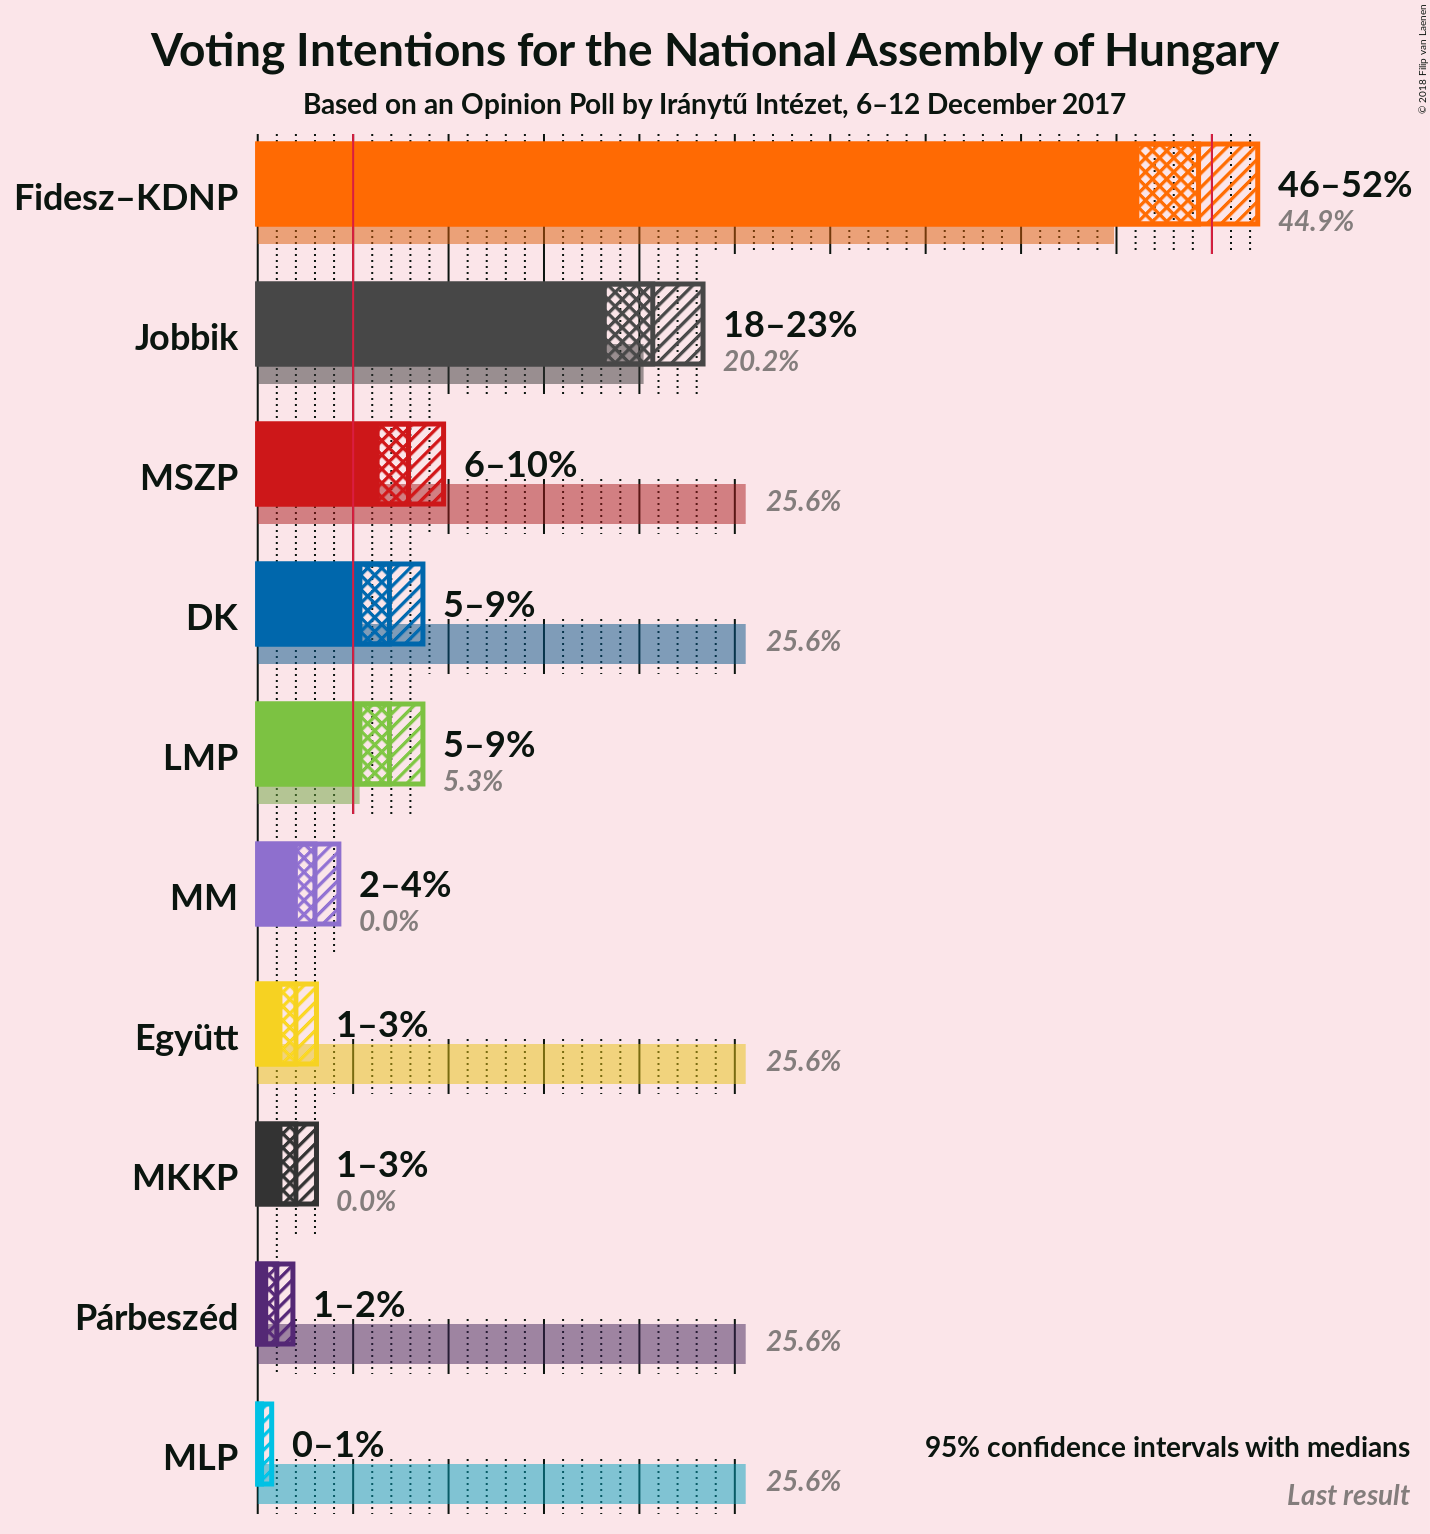 Voting Intentions for the National Assembly of Hungary
Based on an Opinion Poll by Iránytű Intézet, 6–12 December 2017
© 2018 Filip van Laenen
Fidesz–KDNP
46–52%
44.9%
Jobbik
18–23%
20.2%
MSZP
6–10%
25.6%
DK
5–9%
25.6%
LMP
5–9%
5.3%
MM
2–4%
0.0%
Együtt
1–3%
25.6%
MKKP
1–3%
0.0%
Párbeszéd
1–2%
25.6%
MLP
0–1%
25.6%
95% confidence intervals with medians
Last result